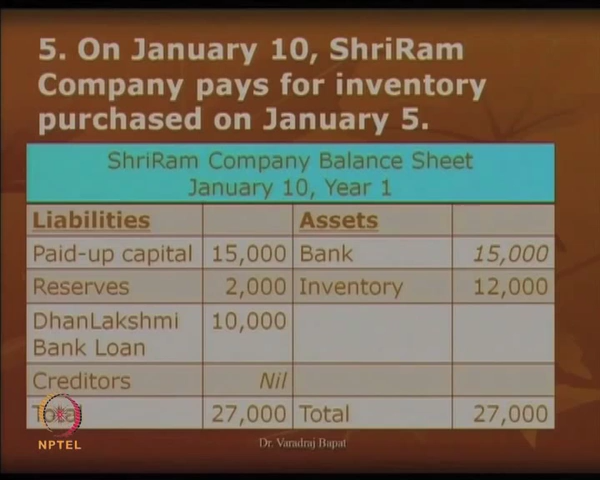 5. On January 10, ShriRam
Company pays for inventory
purchased on January 5.
ShriRam Company Balance Sheet
January 10, Year 1
Liabilities Assets
Paid-up capital 15,000 Bank 15,000
Reserves 2,000 Inventory 12,000
DhanLakshmi 10,000
Bank Loan
Creditors Nil
Total 27,000 Total 27,000
NPTEL
Dr. Varadraj Bapat